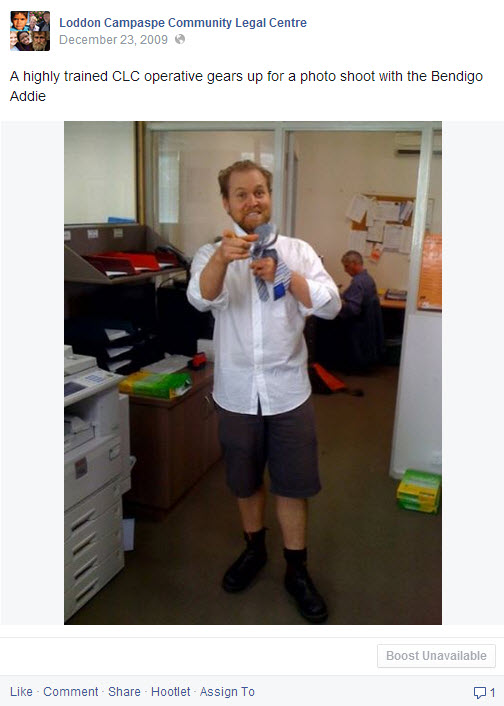 Loddon Campaspe Community Legal Centre
December 23, 2009
A highly trained CLC operative gears up for a photo shoot with the Bendigo
Addie
Boost Unavailable
Like · Comment · Share · Hootlet · Assign To
1